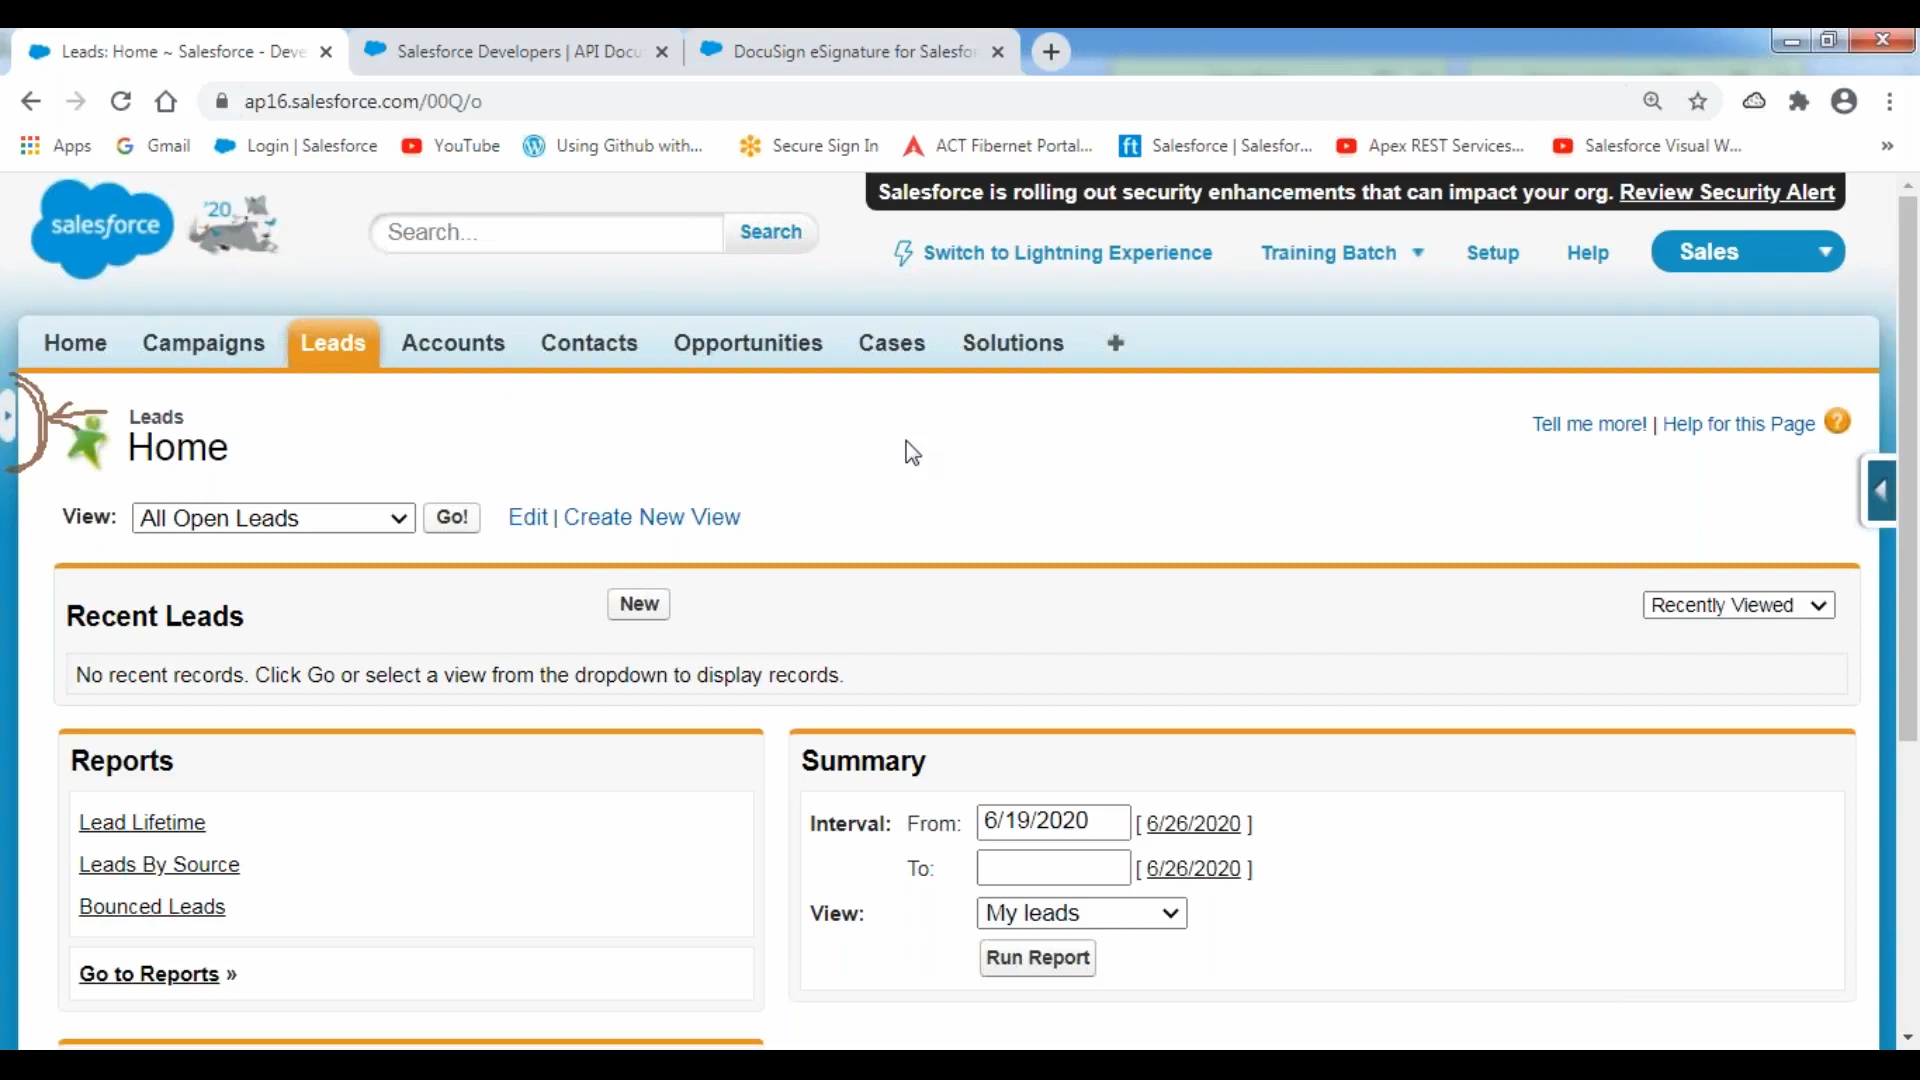 Leads: Home ~ Salesforce - Deve
Salesforce Developers | API Docu
DocuSign eSignature for Salesfor
ap16.salesforce.com/00Q/o
Apps
Gmail
Login | Salesforce
YouTube
Using Github with...
Secure Sign In
ACT Fibernet Portal...
ft
Salesforce | Salesfor...
Apex REST Services...
Salesforce Visual W...
»
Salesforce is rolling out security enhancements that can impact your org. Review Security Alert
salesforce
'20
Search...
Search
Switch to Lightning Experience
Training Batch
Setup
Help
Sales
Home
Campaigns
Leads
Accounts
Contacts
Opportunities
Cases
Solutions
+
Leads
Home
Tell me more! | Help for this Page ?
View:
All Open Leads
Go!
Edit | Create New View
Recent Leads
New
Recently Viewed
No recent records. Click Go or select a view from the dropdown to display records.
Reports
Lead Lifetime
Leads By Source
Bounced Leads
Go to Reports »
Summary
Interval: From: 6/19/2020 [ 6/26/2020 ]
To: [ 6/26/2020 ]
View: My leads
Run Report